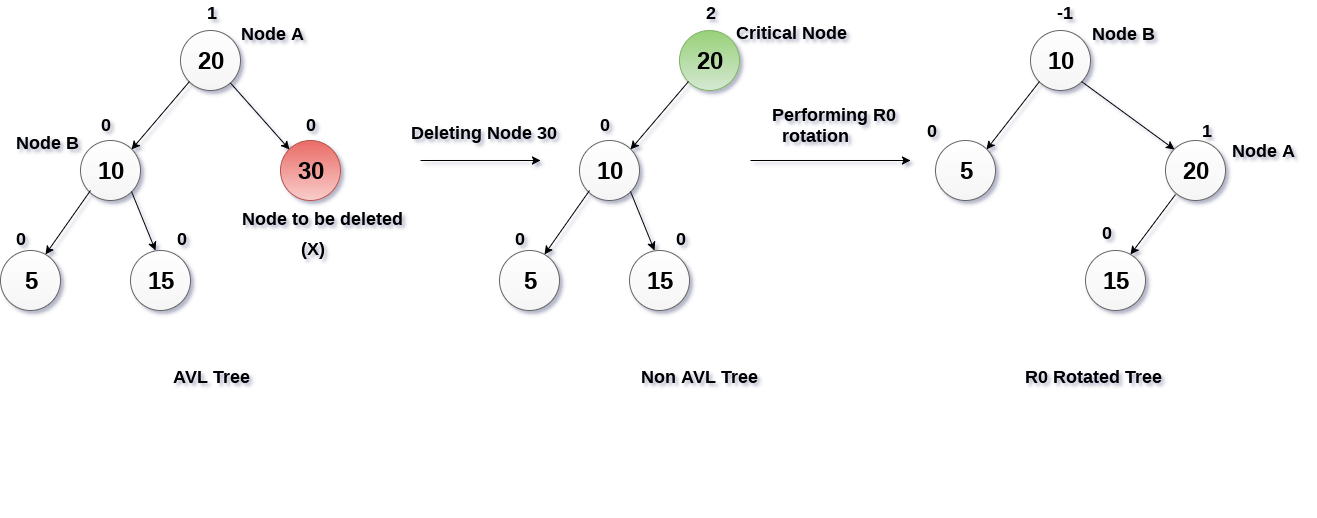 1
Node A
20
0
Node B
10
0
30
Node to be deleted
(X)
0
5
0
15
AVL Tree
Deleting Node 30
2
Critical Node
20
0
10
0
5
0
15
Non AVL Tree
Performing R0
rotation
-1
Node B
10
0
5
1
Node A
20
0
15
R0 Rotated Tree